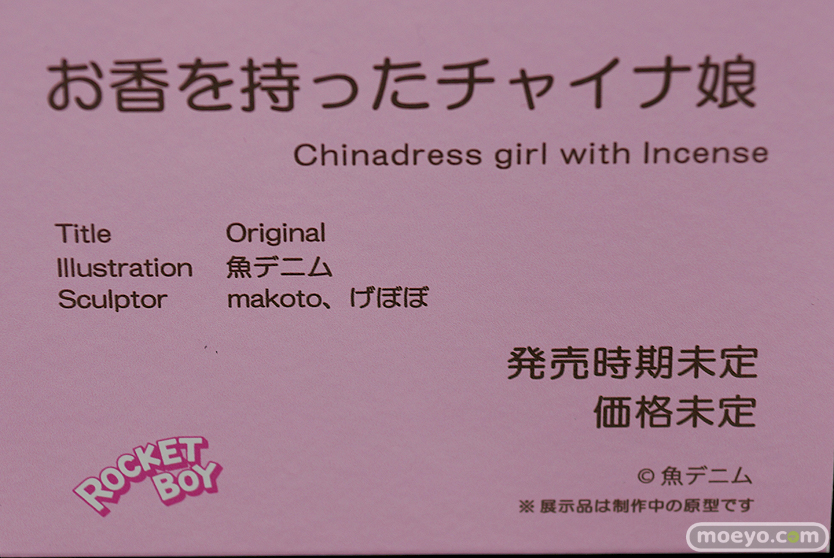 お香を持ったチャイナ娘
Chinadress girl with Incense
Title Original
Illustration 魚デニム
Sculptor makoto、げぼぼ
発売時期未定
価格未定
ROCKET
BOY
© 魚デニム
※ 展示品は制作中の原型です
moeyo.com